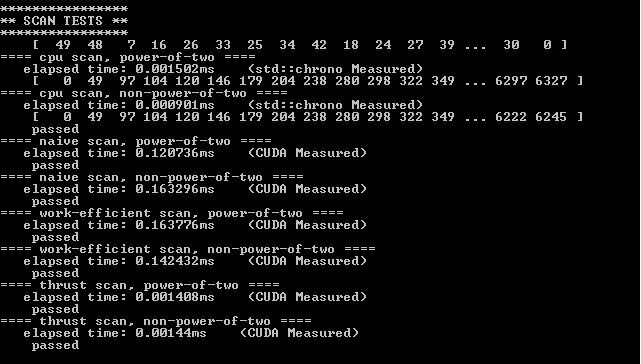 ****************
** SCAN TESTS **
****************
    [  49  48   7  16  26  33  25  34  42  18  24  27  39 ...  30   0 ]
==== cpu scan, power-of-two ====
   elapsed time: 0.001502ms    (std::chrono Measured)
    [   0  49  97 104 120 146 179 204 238 280 298 322 349 ... 6297 6327 ]
==== cpu scan, non-power-of-two ====
   elapsed time: 0.000901ms    (std::chrono Measured)
    [   0  49  97 104 120 146 179 204 238 280 298 322 349 ... 6222 6245 ]
    passed
==== naive scan, power-of-two ====
   elapsed time: 0.120736ms    (CUDA Measured)
    passed
==== naive scan, non-power-of-two ====
   elapsed time: 0.163296ms    (CUDA Measured)
    passed
==== work-efficient scan, power-of-two ====
   elapsed time: 0.163776ms    (CUDA Measured)
    passed
==== work-efficient scan, non-power-of-two ====
   elapsed time: 0.142432ms    (CUDA Measured)
    passed
==== thrust scan, power-of-two ====
   elapsed time: 0.001408ms    (CUDA Measured)
    passed
==== thrust scan, non-power-of-two ====
   elapsed time: 0.00144ms    (CUDA Measured)
    passed